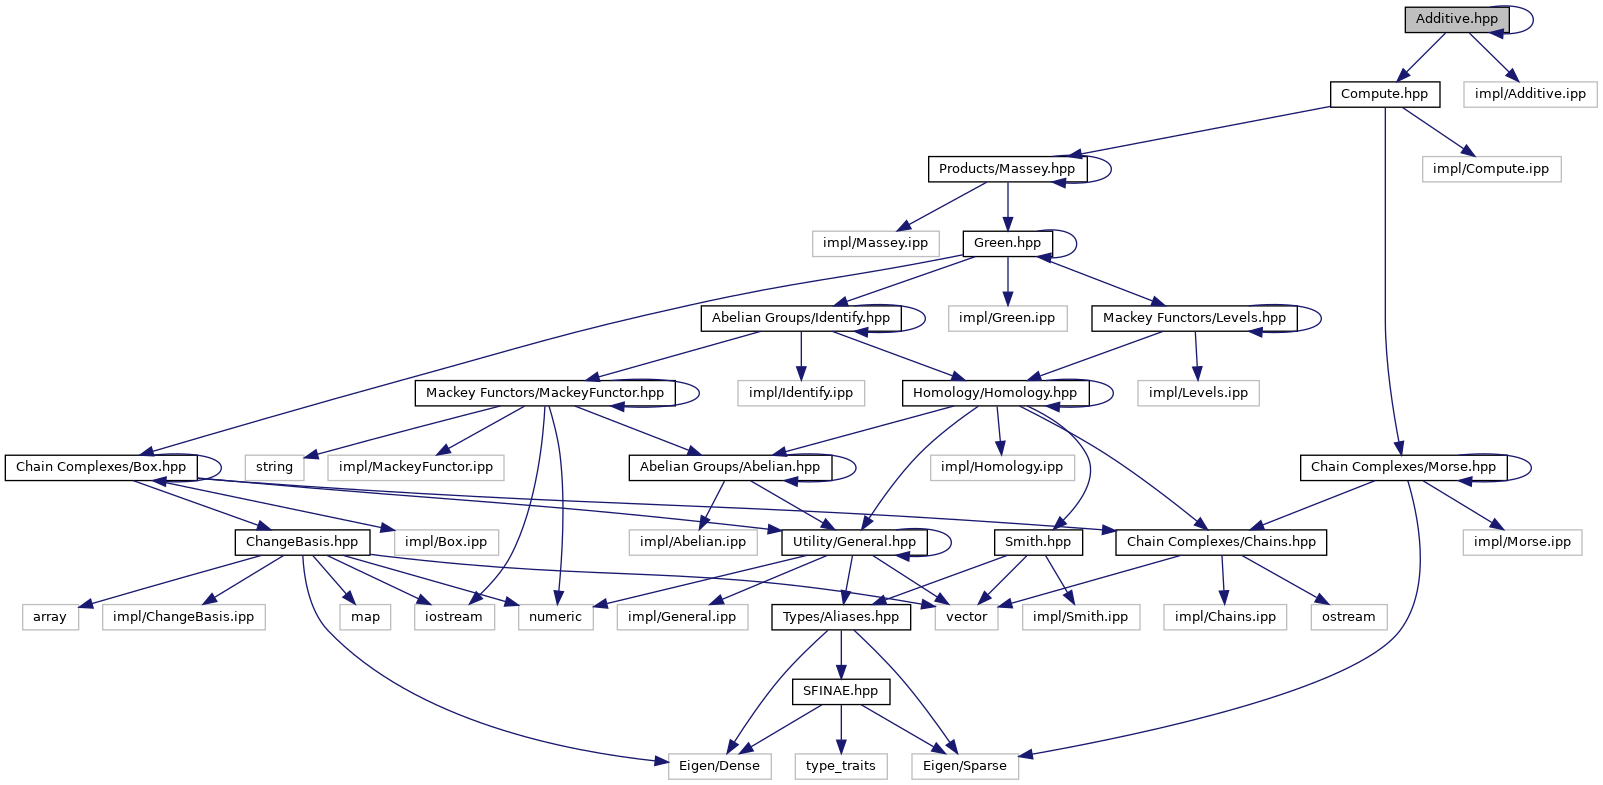 Additive.hpp
Compute.hpp
impl/Additive.ipp
Products/Massey.hpp
impl/Compute.ipp
impl/Massey.ipp
Green.hpp
Abelian Groups/Identify.hpp
impl/Green.ipp
Mackey Functors/Levels.hpp
Mackey Functors/MackeyFunctor.hpp
impl/Identify.ipp
Homology/Homology.hpp
impl/Levels.ipp
Chain Complexes/Box.hpp
string
impl/MackeyFunctor.ipp
Abelian Groups/Abelian.hpp
impl/Homology.ipp
Chain Complexes/Morse.hpp
ChangeBasis.hpp
impl/Box.ipp
impl/Abelian.ipp
Utility/General.hpp
Smith.hpp
Chain Complexes/Chains.hpp
impl/Morse.ipp
array
impl/ChangeBasis.ipp
map
iostream
numeric
impl/General.ipp
Types/Aliases.hpp
vector
impl/Smith.ipp
impl/Chains.ipp
ostream
SFINAE.hpp
Eigen/Dense
type_traits
Eigen/Sparse